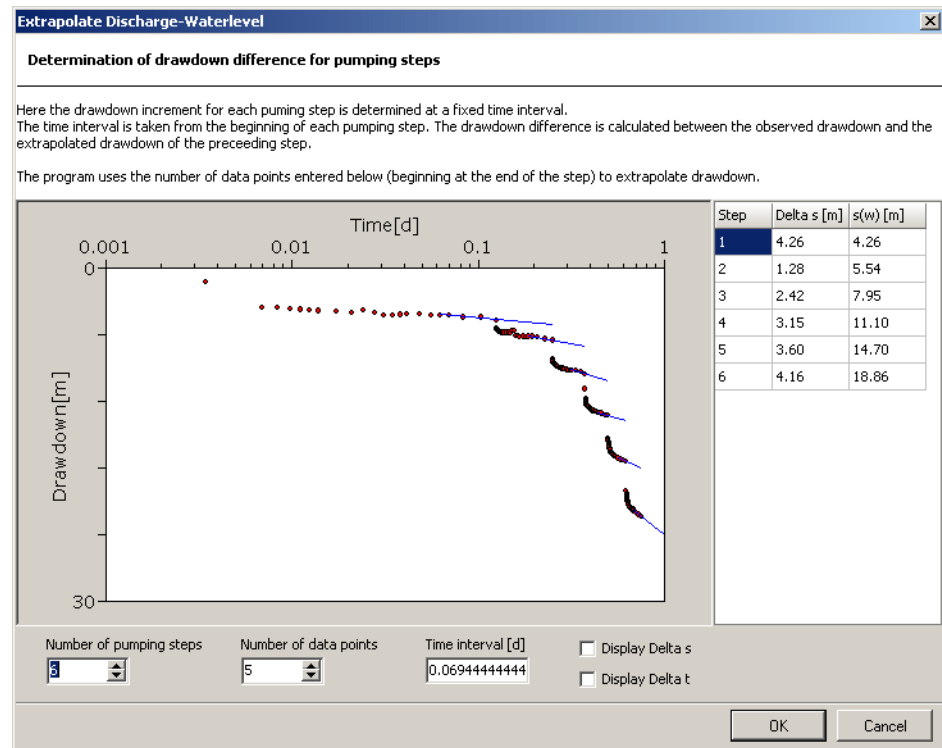 Extrapolate Discharge-Waterlevel
Determination of drawdown difference for pumping steps
Here the drawdown increment for each puming step is determined at a fixed time interval.
The time interval is taken from the beginning of each pumping step. The drawdown difference is calculated between the observed drawdown and the
extrapolated drawdown of the preceeding step.
The program uses the number of data points entered below (beginning at the end of the step) to extrapolate drawdown.
Time[d]
0.001 0.01 0.1 1
0
Drawdown[m]
30
Step Delta s [m] s(w) [m]
1 4.26 4.26
2 1.28 5.54
3 2.42 7.95
4 3.15 11.10
5 3.60 14.70
6 4.16 18.86
Number of pumping steps Number of data points Time interval [d]
6 5 0.06944444444
Display Delta s
Display Delta t
OK Cancel